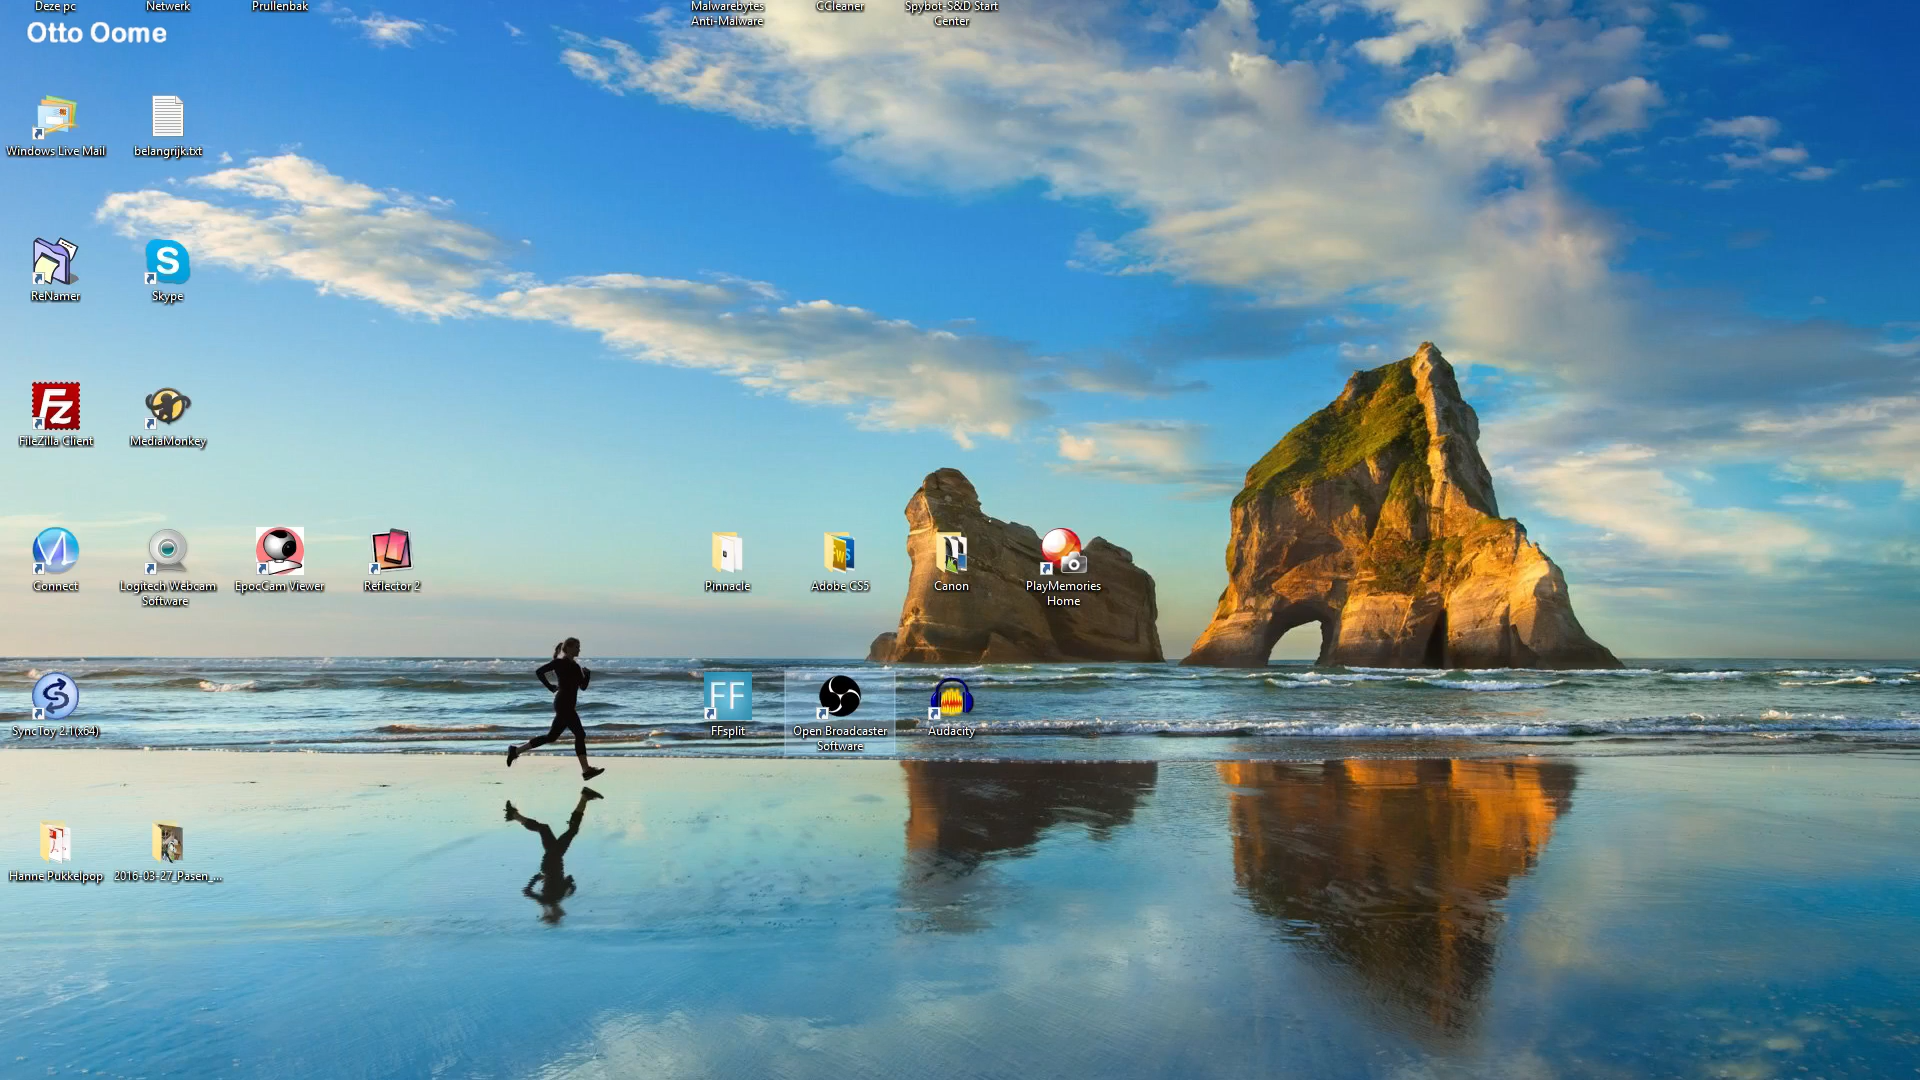 Deze pc
Netwerk
Prullenbak
Malwarebytes
Anti-Malware
CCleaner
Spybot-S&D Start
Center
Otto Oome
Windows Live Mail
belangrijk.txt
ReNamer
S
Skype
Fz
FileZilla Client
MediaMonkey
Connect
Logitech Webcam
Software
EpocCam Viewer
Reflector 2
Pinnacle
Adobe CS5
Canon
PlayMemories
Home
SyncToy 2.1(x64)
FF
FFsplit
Open Broadcaster
Software
Audacity
Hanne Pukkelpop
2016-03-27_Pasen_...